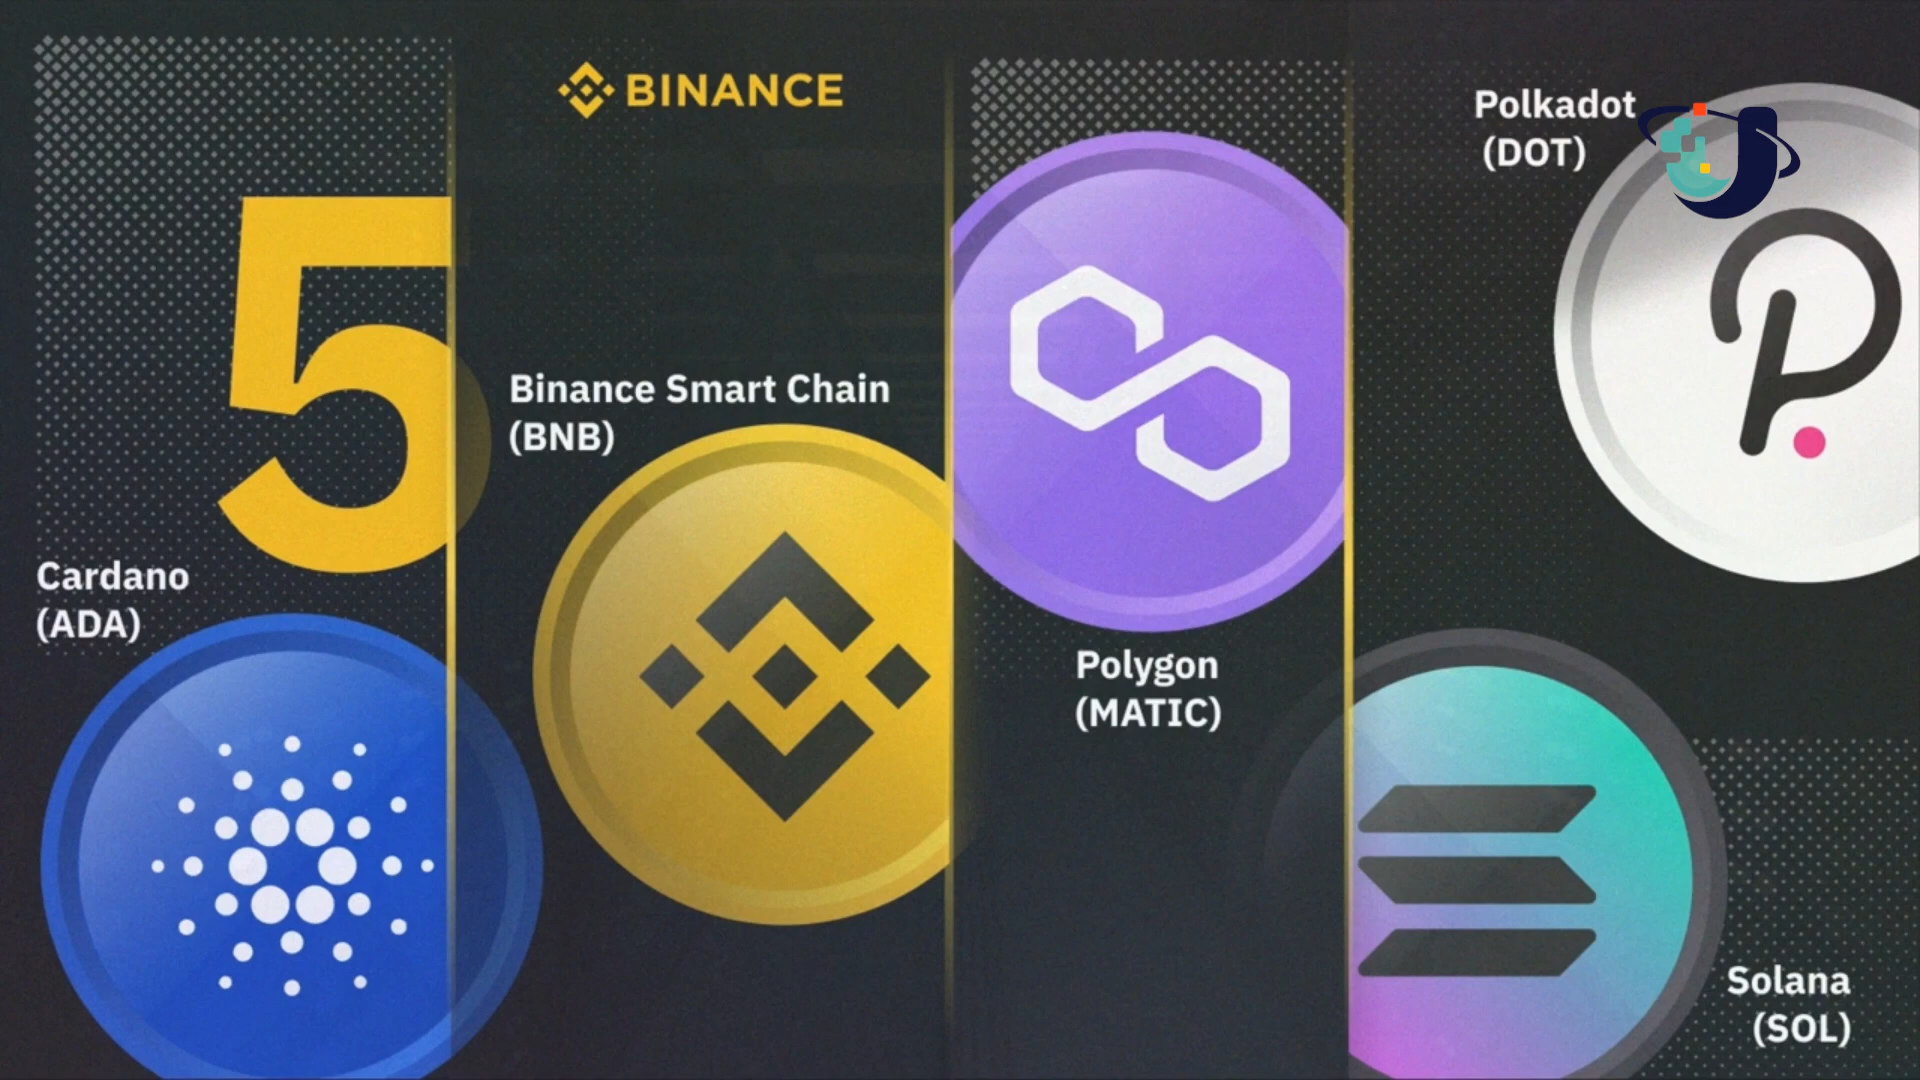 BINANCE
5
Cardano
(ADA)
Binance Smart Chain
(BNB)
Polygon
(MATIC)
Polkadot
(DOT)
Solana
(SOL)